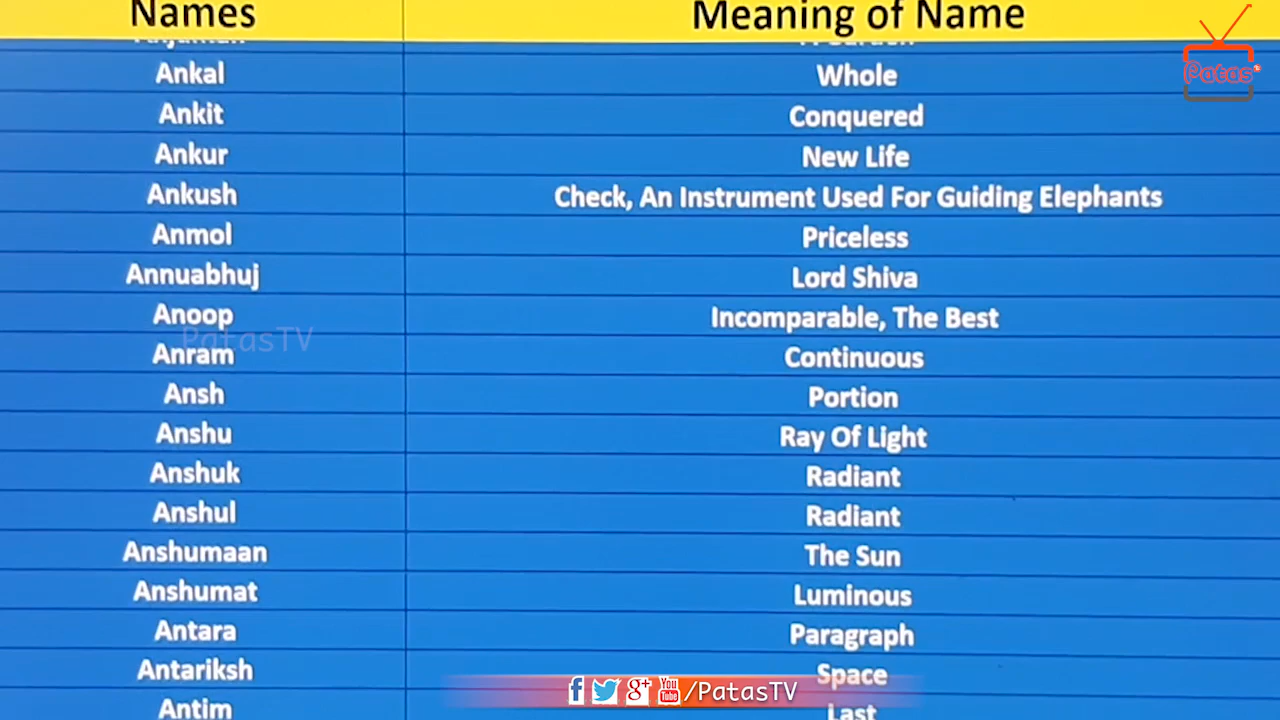 Names Meaning of Name
Patas
Ankal Whole
Ankit Conquered
Ankur New Life
Ankush Check, An Instrument Used For Guiding Elephants
Anmol Priceless
Annuabhuj Lord Shiva
Anoop Incomparable, The Best
PatasTV
Anram Continuous
Ansh Portion
Anshu Ray Of Light
Anshuk Radiant
Anshul Radiant
Anshumaan The Sun
Anshumat Luminous
Antara Paragraph
Antariksh Space
f g+ You Tube /PatasTV
Antim Last